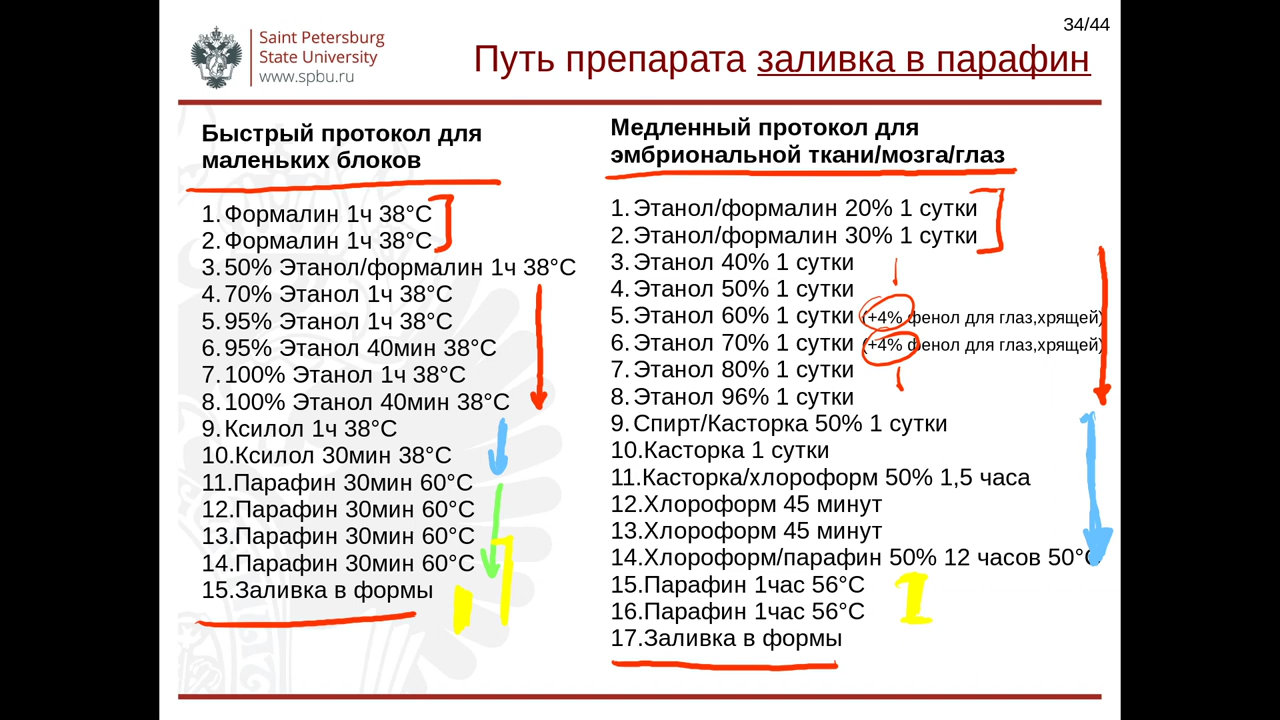 34/44
Saint Petersburg
State University
www.spbu.ru
Путь препарата заливка в парафин
Быстрый протокол для
маленьких блоков
1. Формалин 1ч 38°C
2. Формалин 1ч 38°C
3. 50% Этанол/формалин 1ч 38°C
4. 70% Этанол 1ч 38°C
5. 95% Этанол 1ч 38°C
6. 95% Этанол 40мин 38°C
7. 100% Этанол 1ч 38°C
8. 100% Этанол 40мин 38°C
9. Ксилол 1ч 38°C
10.Ксилол 30мин 38°C
11.Парафин 30мин 60°C
12.Парафин 30мин 60°C
13.Парафин 30мин 60°C
14.Парафин 30мин 60°C
15.Заливка в формы
Медленный протокол для
эмбриональной ткани/мозга/глаз
1. Этанол/формалин 20% 1 сутки
2. Этанол/формалин 30% 1 сутки
3. Этанол 40% 1 сутки
4. Этанол 50% 1 сутки
5. Этанол 60% 1 сутки (+4% фенол для глаз,хрящей)
6. Этанол 70% 1 сутки (+4% фенол для глаз,хрящей)
7. Этанол 80% 1 сутки
8. Этанол 96% 1 сутки
9. Спирт/Касторка 50% 1 сутки
10.Касторка 1 сутки
11.Касторка/хлороформ 50% 1,5 часа
12.Хлороформ 45 минут
13.Хлороформ 45 минут
14.Хлороформ/парафин 50% 12 часов 50°C
15.Парафин 1час 56°C
16.Парафин 1час 56°C
17.Заливка в формы